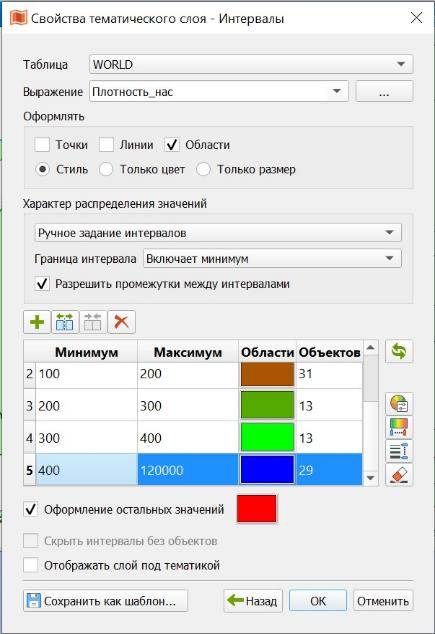 Свойства тематического слоя - Интервалы
Таблица WORLD
Выражение Плотность_нас ...
Оформлять
Точки Линии Области
Стиль Только цвет Только размер
Характер распределения значений
Ручное задание интервалов
Граница интервала Включает минимум
Разрешить промежутки между интервалами
Минимум Максимум Области Объектов
2 100 200 31
3 200 300 13
4 300 400 13
5 400 120000 29
Оформление остальных значений
Скрыть интервалы без объектов
Отображать слой под тематикой
Сохранить как шаблон... Назад ОК Отменить